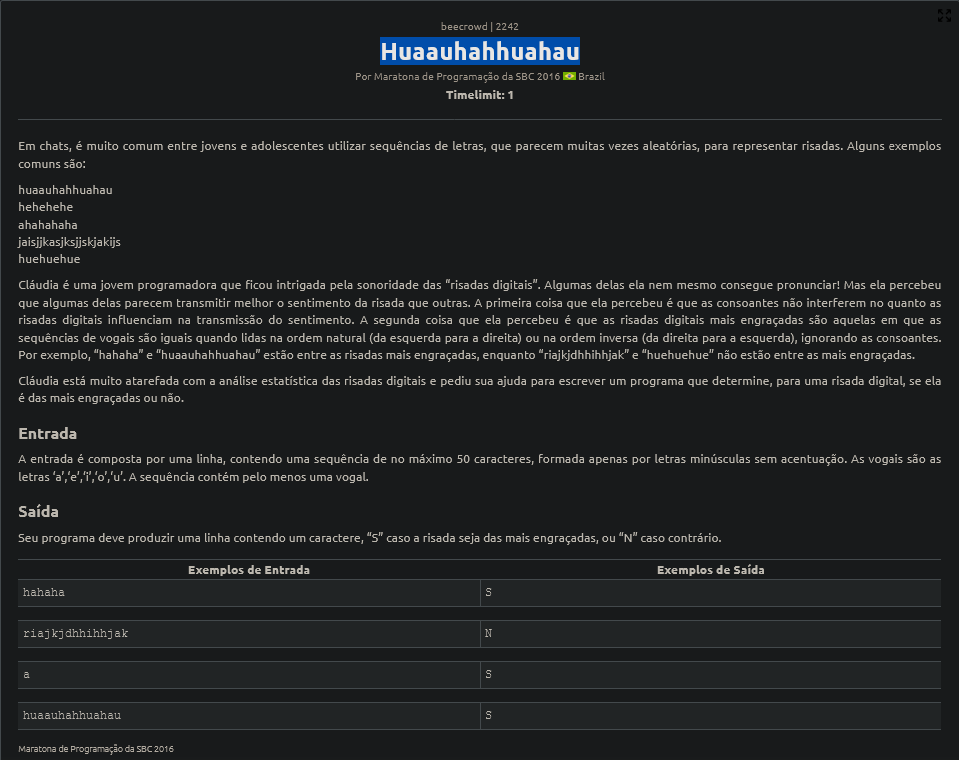 beecrowd | 2242
Huaauhahhuahau
Por Maratona de Programação da SBC 2016 Brazil
Timelimit: 1
Em chats, é muito comum entre jovens e adolescentes utilizar sequências de letras, que parecem muitas vezes aleatórias, para representar risadas. Alguns exemplos
comuns são:
huaauhahhuahau
hehehehe
ahahahaha
jaisjjkasjksjjskjakijs
huehuehue
Cláudia é uma jovem programadora que ficou intrigada pela sonoridade das “risadas digitais”. Algumas delas ela nem mesmo consegue pronunciar! Mas ela percebeu
que algumas delas parecem transmitir melhor o sentimento da risada que outras. A primeira coisa que ela percebeu é que as consoantes não interferem no quanto as
risadas digitais influenciam na transmissão do sentimento. A segunda coisa que ela percebeu é que as risadas digitais mais engraçadas são aquelas em que as
sequências de vogais são iguais quando lidas na ordem natural (da esquerda para a direita) ou na ordem inversa (da direita para a esquerda), ignorando as consoantes.
Por exemplo, “hahaha” e “huaauhahhuahau” estão entre as risadas mais engraçadas, enquanto “riajkjdhhihhjak” e “huehuehue” não estão entre as mais engraçadas.
Cláudia está muito atarefada com a análise estatística das risadas digitais e pediu sua ajuda para escrever um programa que determine, para uma risada digital, se ela
é das mais engraçadas ou não.
Entrada
A entrada é composta por uma linha, contendo uma sequência de no máximo 50 caracteres, formada apenas por letras minúsculas sem acentuação. As vogais são as
letras ‘a’,‘e’,‘i’,‘o’,‘u’. A sequência contém pelo menos uma vogal.
Saída
Seu programa deve produzir uma linha contendo um caractere, “S” caso a risada seja das mais engraçadas, ou “N” caso contrário.
Exemplos de Entrada Exemplos de Saída
hahaha S
riajkjdhhihhjak N
a S
huaauhahhuahau S
Maratona de Programação da SBC 2016